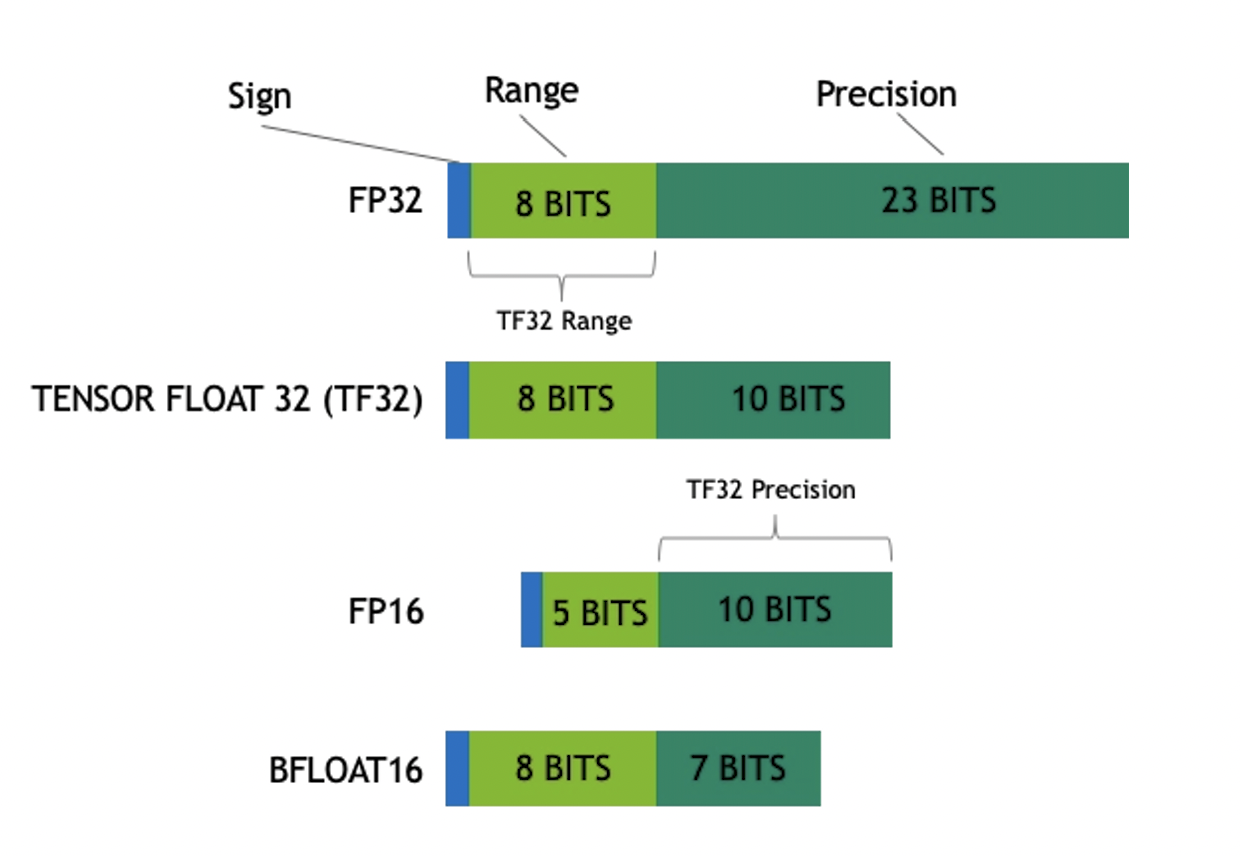 Sign
Range
Precision
FP32
8 BITS
23 BITS
TF32 Range
TENSOR FLOAT 32 (TF32)
8 BITS
10 BITS
TF32 Precision
FP16
5 BITS
10 BITS
BFLOAT16
8 BITS
7 BITS